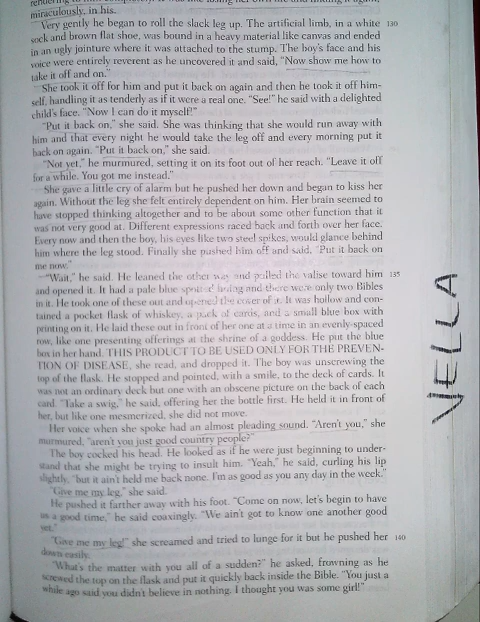 miraculously, in his.
Very gently he began to roll the slack leg up. The artificial limb, in a white 130
sock and brown flat shoe, was bound in a heavy material like canvas and ended
in an ugly jointure where it was attached to the stump. The boy's face and his
voice were entirely reverent as he uncovered it and said, "Now show me how to
take it off and on."
She took it off for him and put it back on again and then he took it off him-
self, handling it as tenderly as if it were a real one. "See!" he said with a delighted
child's face. "Now I can do it myself!"
"Put it back on," she said. She was thinking that she would run away with
him and that every night he would take the leg off and every morning put it
back on again. "Put it back on," she said.
"Not yet," he murmured, setting it on its foot out of her reach. "Leave it off
for a while. You got me instead."
She gave a little cry of alarm but he pushed her down and began to kiss her
again. Without the leg she felt entirely dependent on him. Her brain seemed to
have stopped thinking altogether and to be about some other function that it
was not very good at. Different expressions raced back and forth over her face.
Every now and then the boy, his eyes like two steel spikes, would glance behind
him where the leg stood. Finally she pushed him off and said, "Put it back on
me now."
"Wait," he said. He leaned the other way and pulled the valise toward him 135
and opened it. It had a pale blue spotted lining and there were only two Bibles
in it. He took one of these out and opened the cover of it. It was hollow and con-
tained a pocket flask of whiskey, a pack of cards, and a small blue box with
printing on it. He laid these out in front of her one at a time in an evenly-spaced
row, like one presenting offerings at the shrine of a goddess. He put the blue
box in her hand. THIS PRODUCT TO BE USED ONLY FOR THE PREVEN-
TION OF DISEASE, she read, and dropped it. The boy was unscrewing the
top of the flask. He stopped and pointed, with a smile, to the deck of cards. It
was not an ordinary deck but one with an obscene picture on the back of each
card. "Take a swig," he said, offering her the bottle first. He held it in front of
her, but like one mesmerized, she did not move.
Her voice when she spoke had an almost pleading sound. "Aren't you," she
murmured, "aren't you just good country people?"
The boy cocked his head. He looked as if he were just beginning to under-
stand that she might be trying to insult him. "Yeah," he said, curling his lip
slightly, "but it ain't held me back none. I'm as good as you any day in the week."
"Give me my leg," she said.
He pushed it farther away with his foot. "Come on now, let's begin to have
us a good time," he said coaxingly. "We ain't got to know one another good
yet."
"Give me my leg!" she screamed and tried to lunge for it but he pushed her 140
down easily.
"What's the matter with you all of a sudden?" he asked, frowning as he
screwed the top on the flask and put it quickly back inside the Bible. "You just a
while ago said you didn't believe in nothing. I thought you was some girl!"
VELLA